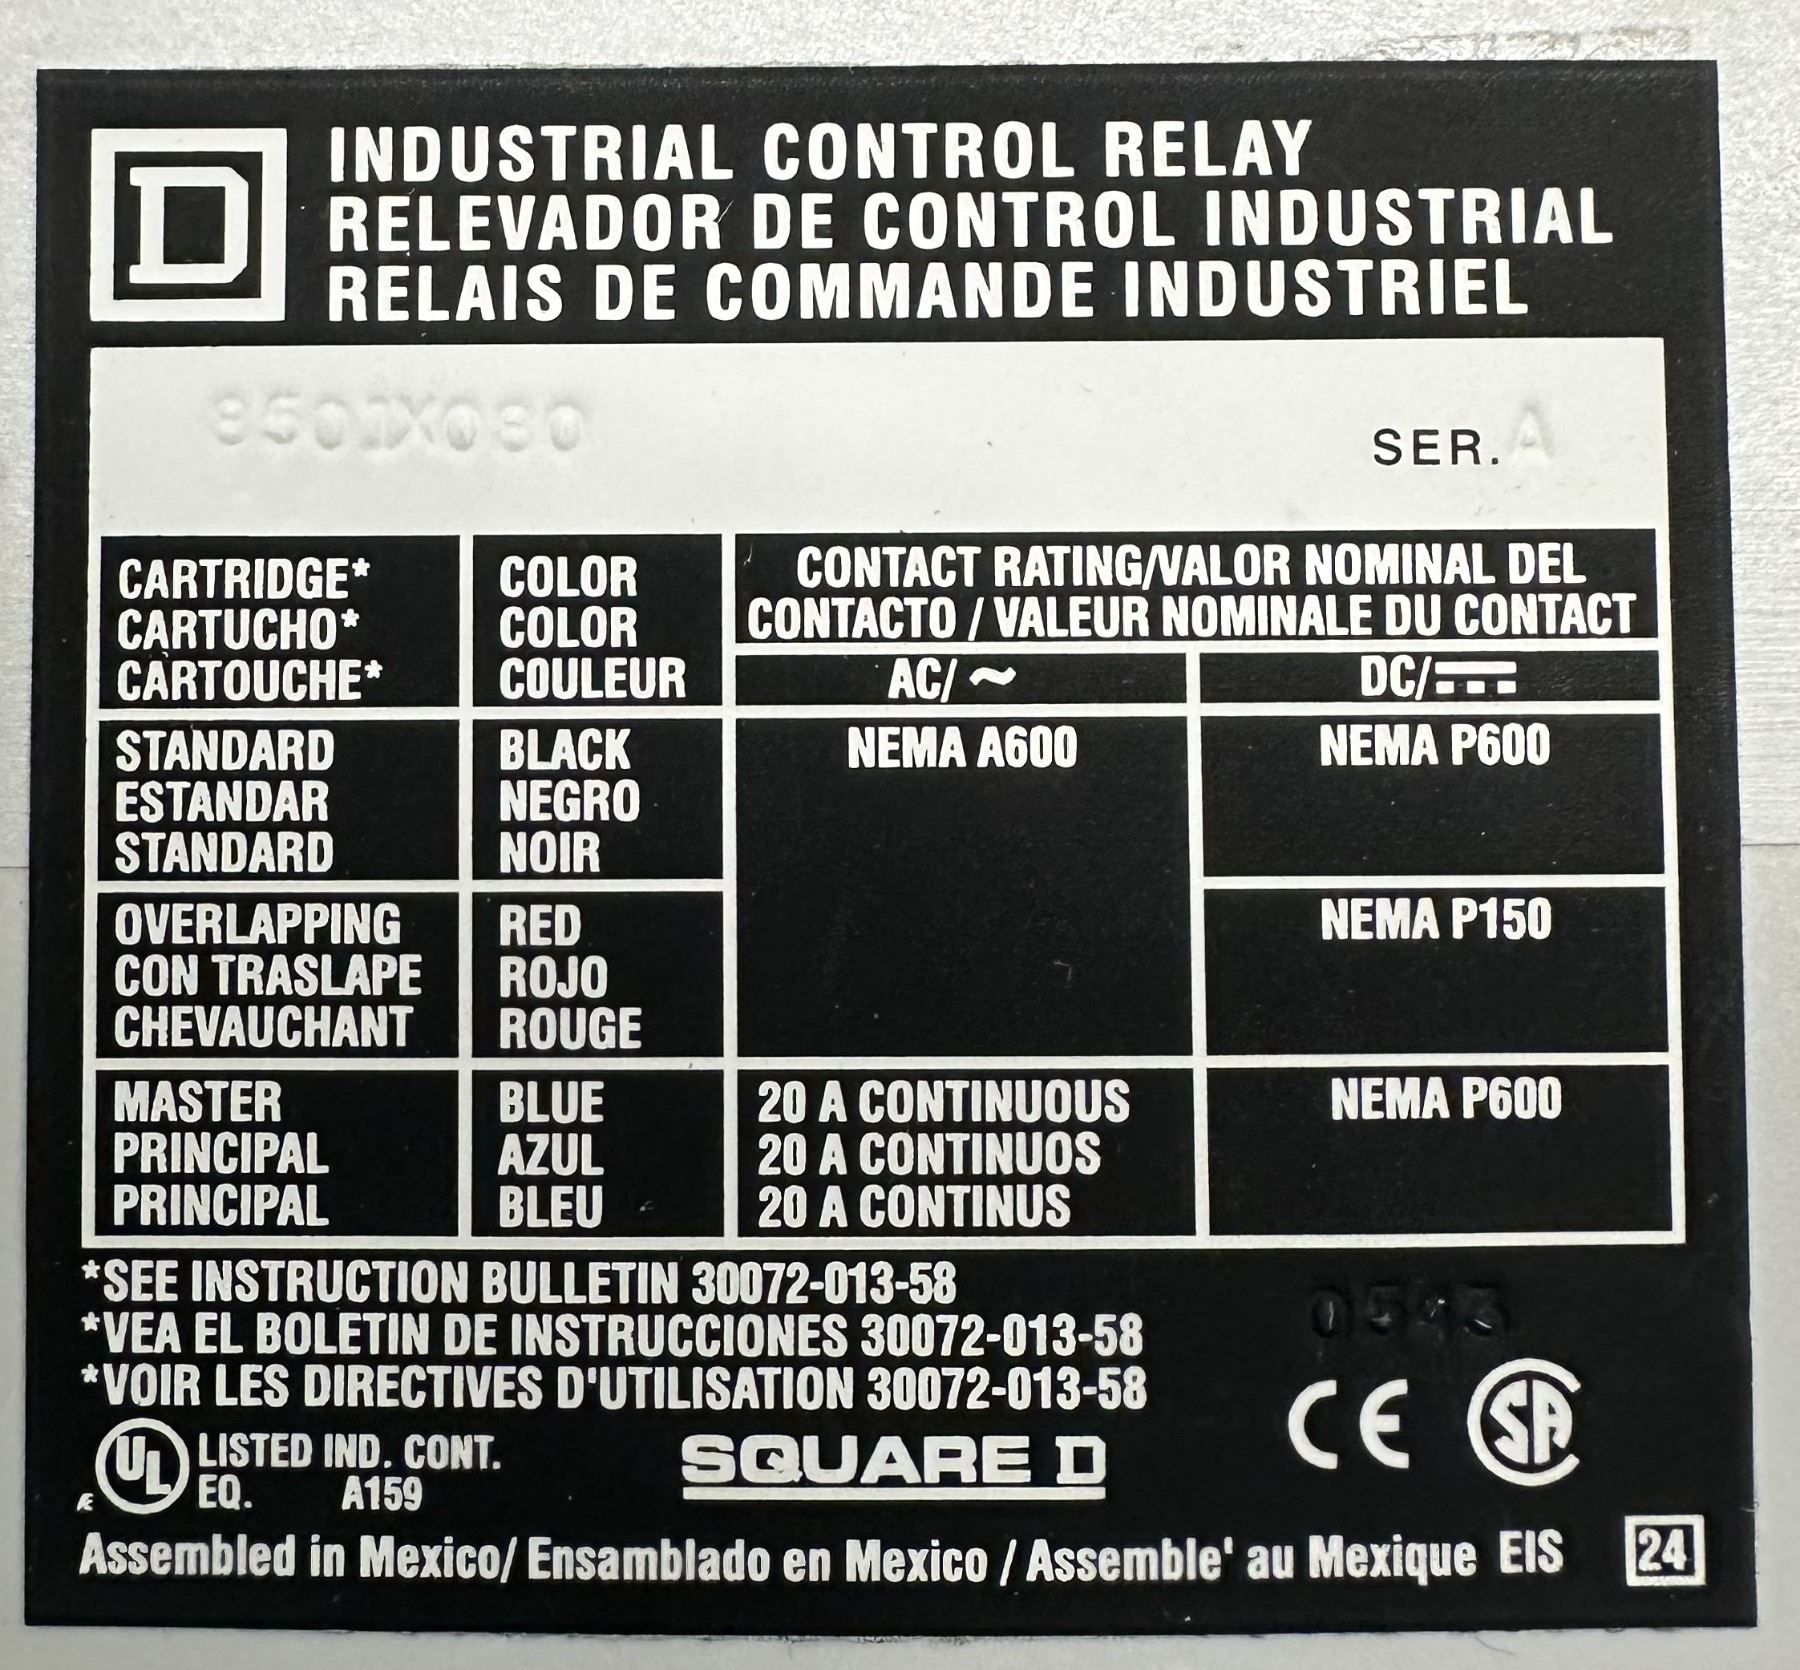 D
INDUSTRIAL CONTROL RELAY
RELEVADOR DE CONTROL INDUSTRIAL
RELAIS DE COMMANDE INDUSTRIEL
8501XO80
SER. A
CARTRIDGE*
CARTUCHO*
CARTOUCHE*
COLOR
COLOR
COULEUR
CONTACT RATING/VALOR NOMINAL DEL
CONTACTO / VALEUR NOMINALE DU CONTACT
AC/ ~
DC/⎓
STANDARD
ESTANDAR
STANDARD
BLACK
NEGRO
NOIR
NEMA A600
NEMA P600
OVERLAPPING
CON TRASLAPE
CHEVAUCHANT
RED
ROJO
ROUGE
NEMA P150
MASTER
PRINCIPAL
PRINCIPAL
BLUE
AZUL
BLEU
20 A CONTINUOUS
20 A CONTINUOS
20 A CONTINUS
NEMA P600
*SEE INSTRUCTION BULLETIN 30072-013-58
*VEA EL BOLETIN DE INSTRUCCIONES 30072-013-58
*VOIR LES DIRECTIVES D'UTILISATION 30072-013-58
0543
CE SA
UL LISTED IND. CONT.
EQ. A159
SQUARE D
Assembled in Mexico/ Ensamblado en Mexico / Assemble' au Mexique EIS 24